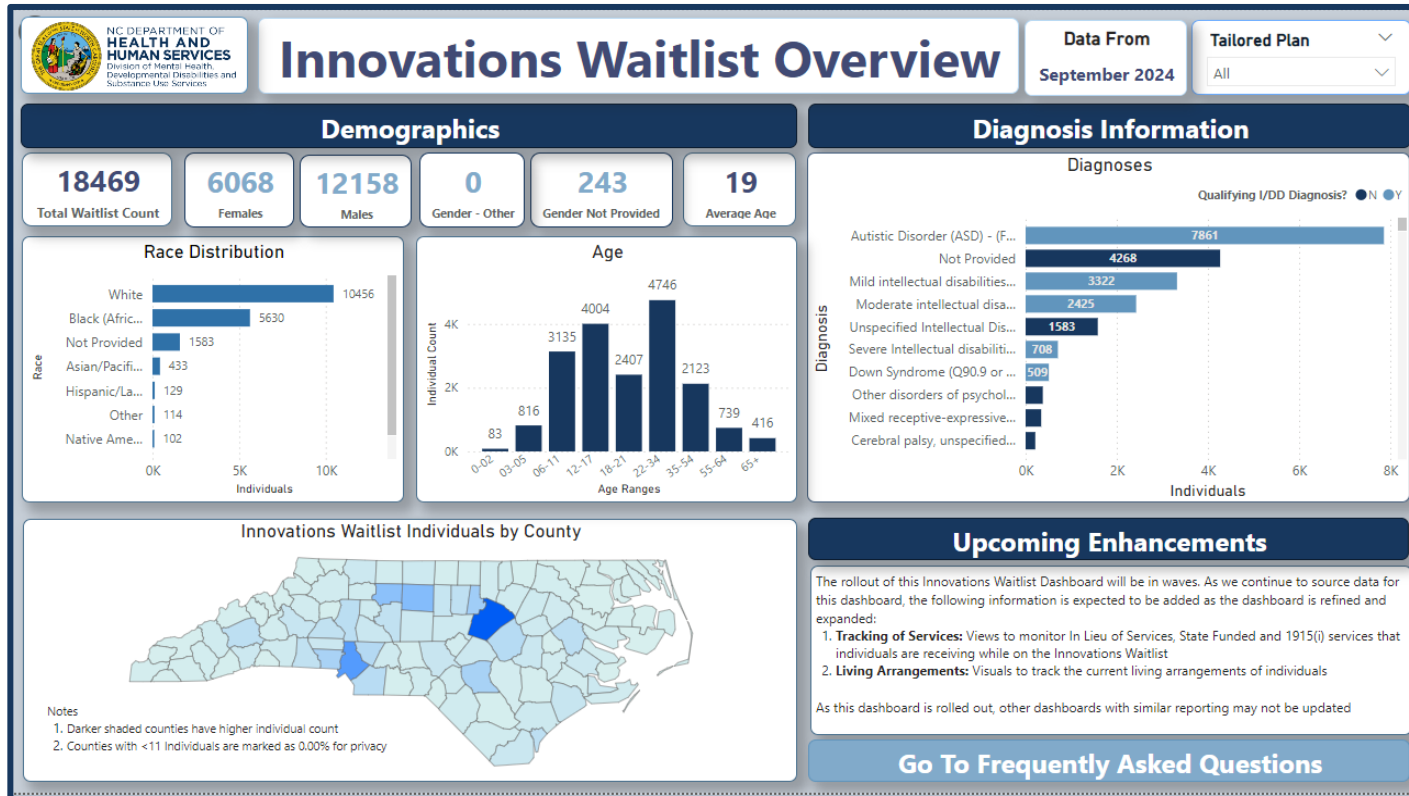 NC DEPARTMENT OF
HEALTH AND
HUMAN SERVICES
Division of Mental Health,
Developmental Disabilities and
Substance Use Services
Innovations Waitlist Overview
Data From
September 2024
Tailored Plan
All
Demographics
18469
Total Waitlist Count
6068
Females
12158
Males
0
Gender - Other
243
Gender Not Provided
19
Average Age
Race Distribution
Race
White
10456
Black (Afric...
5630
Not Provided
1583
Asian/Pacifi...
433
Hispanic/La...
129
Other
114
Native Ame...
102
0K
5K
10K
Individuals
Age
Individual Count
4K
2K
0K
83
816
3135
4004
2407
4746
2123
739
416
0-02
03-05
06-11
12-17
18-21
22-34
35-54
55-64
65+
Age Ranges
Diagnosis Information
Diagnoses
Qualifying I/DD Diagnosis? N Y
Diagnosis
Autistic Disorder (ASD) - (F...
7861
Not Provided
4268
Mild intellectual disabilities...
3322
Moderate intellectual disa...
2425
Unspecified Intellectual Dis...
1583
Severe Intellectual disabiliti...
708
Down Syndrome (Q90.9 or ...
509
Other disorders of psychol...
Mixed receptive-expressive...
Cerebral palsy, unspecified...
0K
2K
4K
6K
8K
Individuals
Innovations Waitlist Individuals by County
Notes
1. Darker shaded counties have higher individual count
2. Counties with <11 Individuals are marked as 0.00% for privacy
Upcoming Enhancements
The rollout of this Innovations Waitlist Dashboard will be in waves. As we continue to source data for
this dashboard, the following information is expected to be added as the dashboard is refined and
expanded:
1. Tracking of Services: Views to monitor In Lieu of Services, State Funded and 1915(i) services that
individuals are receiving while on the Innovations Waitlist
2. Living Arrangements: Visuals to track the current living arrangements of individuals
As this dashboard is rolled out, other dashboards with similar reporting may not be updated
Go To Frequently Asked Questions